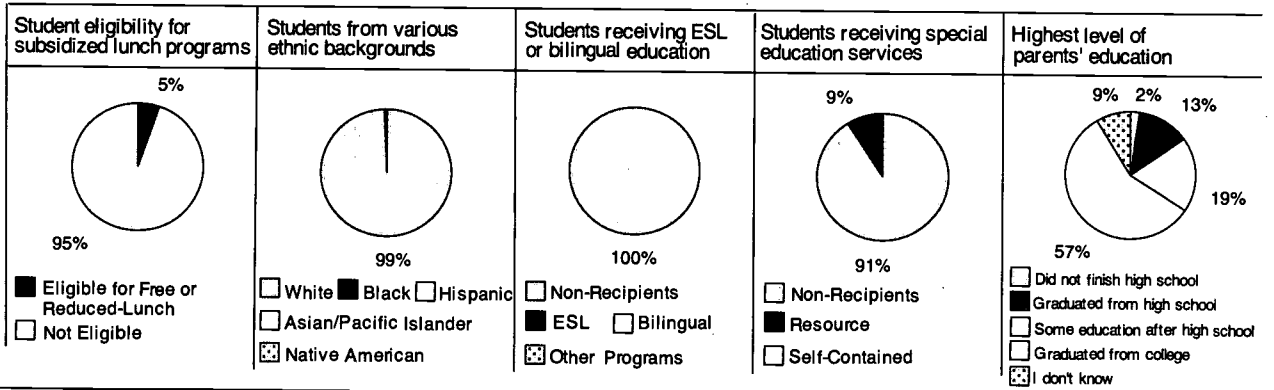 Student eligibility for
subsidized lunch programs
5%
95%
Eligible for Free or
Reduced-Lunch
Not Eligible
Students from various
ethnic backgrounds
99%
White Black Hispanic
Asian/Pacific Islander
Native American
Students receiving ESL
or bilingual education
100%
Non-Recipients
ESL Bilingual
Other Programs
Students receiving special
education services
9%
91%
Non-Recipients
Resource
Self-Contained
Highest level of
parents' education
9% 2% 13%
19%
57%
Did not finish high school
Graduated from high school
Some education after high school
Graduated from college
I don't know